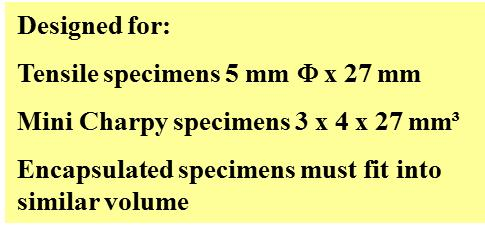 Designed for:
Tensile specimens 5 mm Φ x 27 mm
Mini Charpy specimens 3 x 4 x 27 mm³
Encapsulated specimens must fit into
similar volume